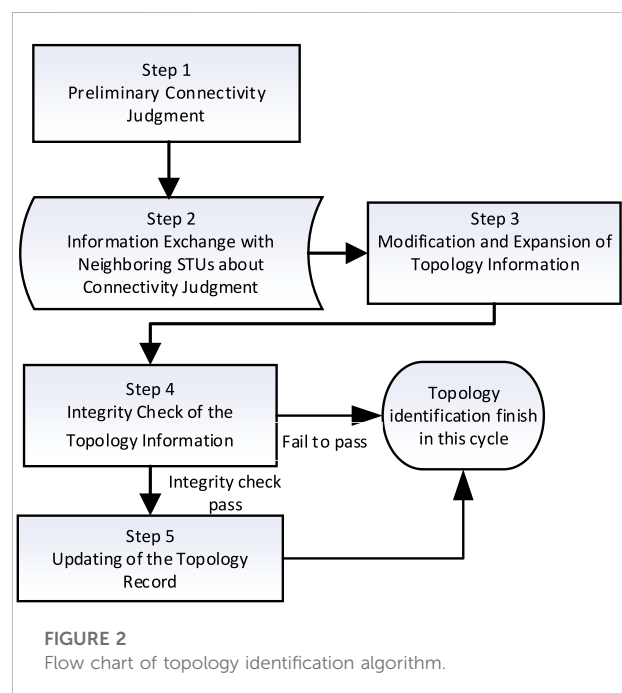 Step 1
Preliminary Connectivity
Judgment
Step 2
Information Exchange with
Neighboring STUs about
Connectivity Judgment
Step 3
Modification and Expansion of
Topology Information
Step 4
Integrity Check of the
Topology Information
Fail to pass
Topology
identification finish
in this cycle
Integrity check
pass
Step 5
Updating of the Topology
Record
FIGURE 2
Flow chart of topology identification algorithm.